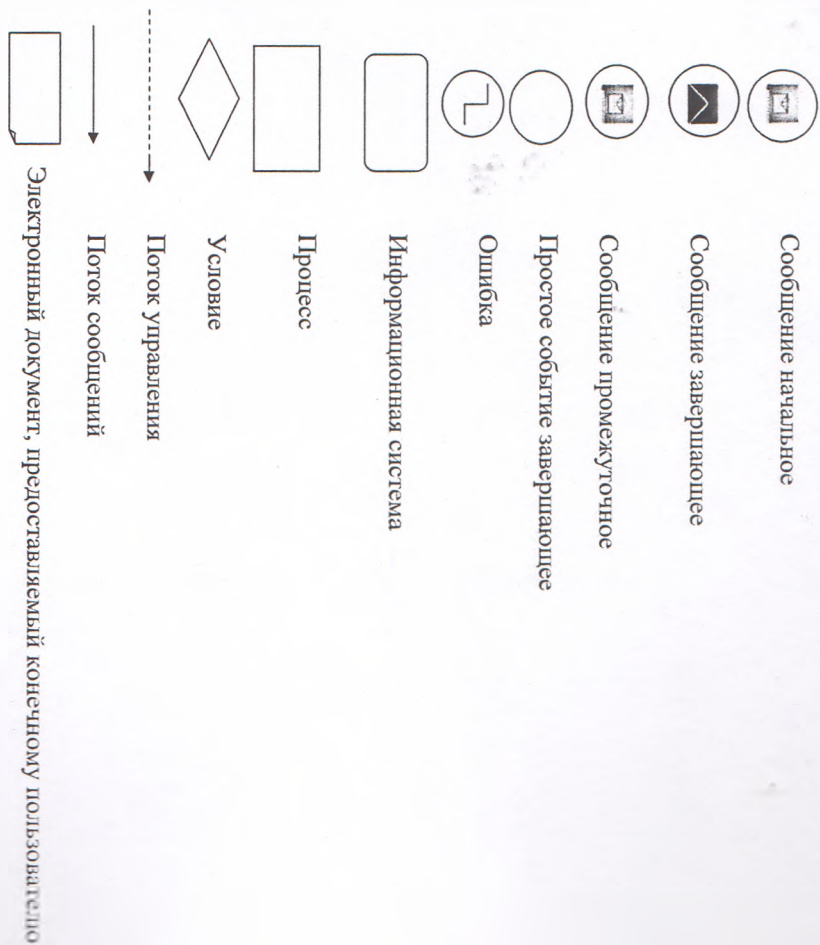 Сообщение начальное
Сообщение завершающее
Сообщение промежуточное
Простое событие завершающее
Ошибка
Информационная система
Процесс
Условие
Поток управления
Поток сообщений
Электронный документ, предоставляемый конечному пользователю